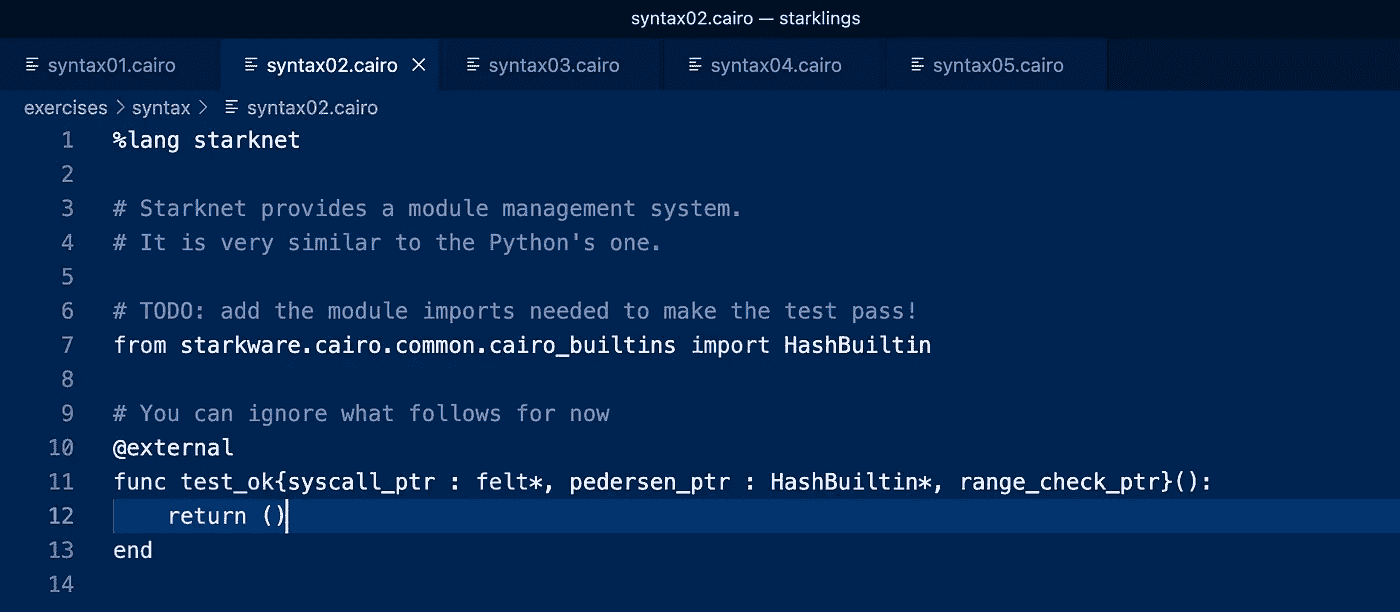 syntax02.cairo — starklings
syntax01.cairo syntax02.cairo × syntax03.cairo syntax04.cairo syntax05.cairo
exercises > syntax > syntax02.cairo
1 %lang starknet
2
3 # Starknet provides a module management system.
4 # It is very similar to the Python's one.
5
6 # TODO: add the module imports needed to make the test pass!
7 from starkware.cairo.common.cairo_builtins import HashBuiltin
8
9 # You can ignore what follows for now
10 @external
11 func test_ok{syscall_ptr : felt*, pedersen_ptr : HashBuiltin*, range_check_ptr}():
12     return ()
13 end
14